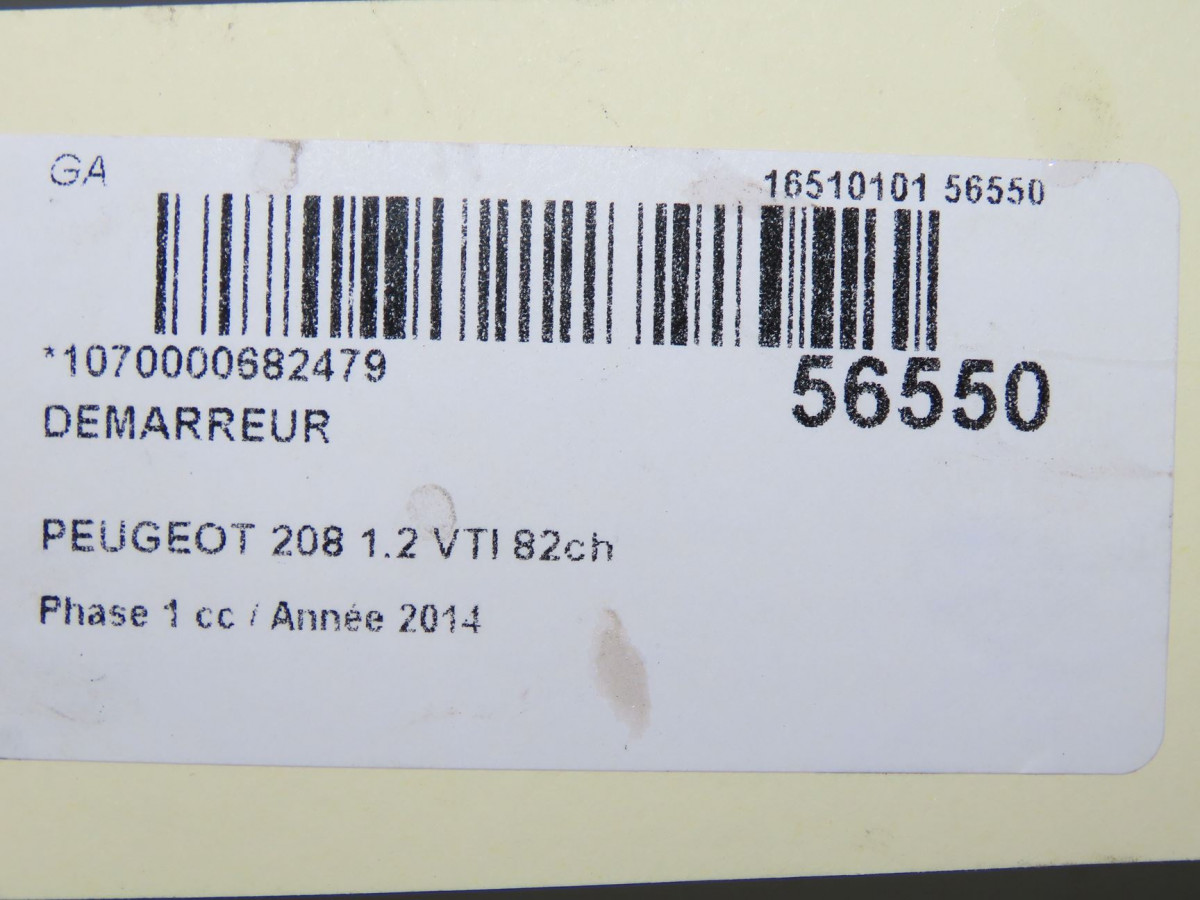 GA
16510101 56550
*1070000682479
56550
DEMARREUR
PEUGEOT 208 1.2 VTI 82ch
Phase 1 cc / Année 2014